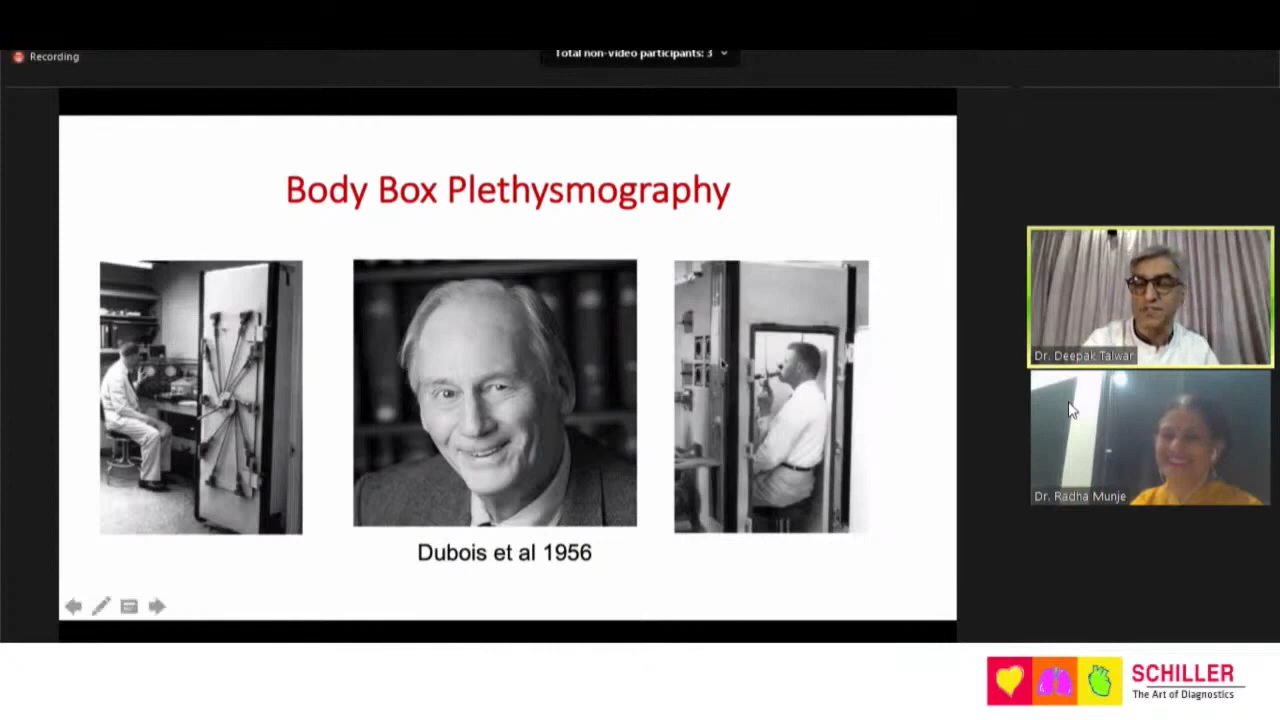 Recording
Total non-video participants: 3
Body Box Plethysmography
Dubois et al 1956
Dr. Deepak Talwar
Dr. Radha Munje
SCHILLER
The Art of Diagnostics